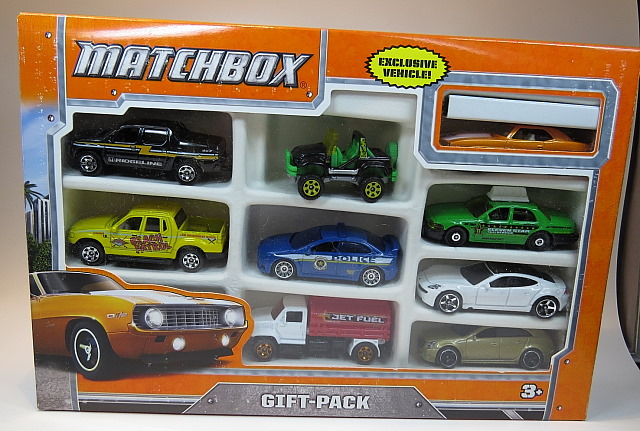 MATCHBOX®
EXCLUSIVE
VEHICLE!
RIDGELINE
POLICE
JET FUEL
GIFT-PACK
3+